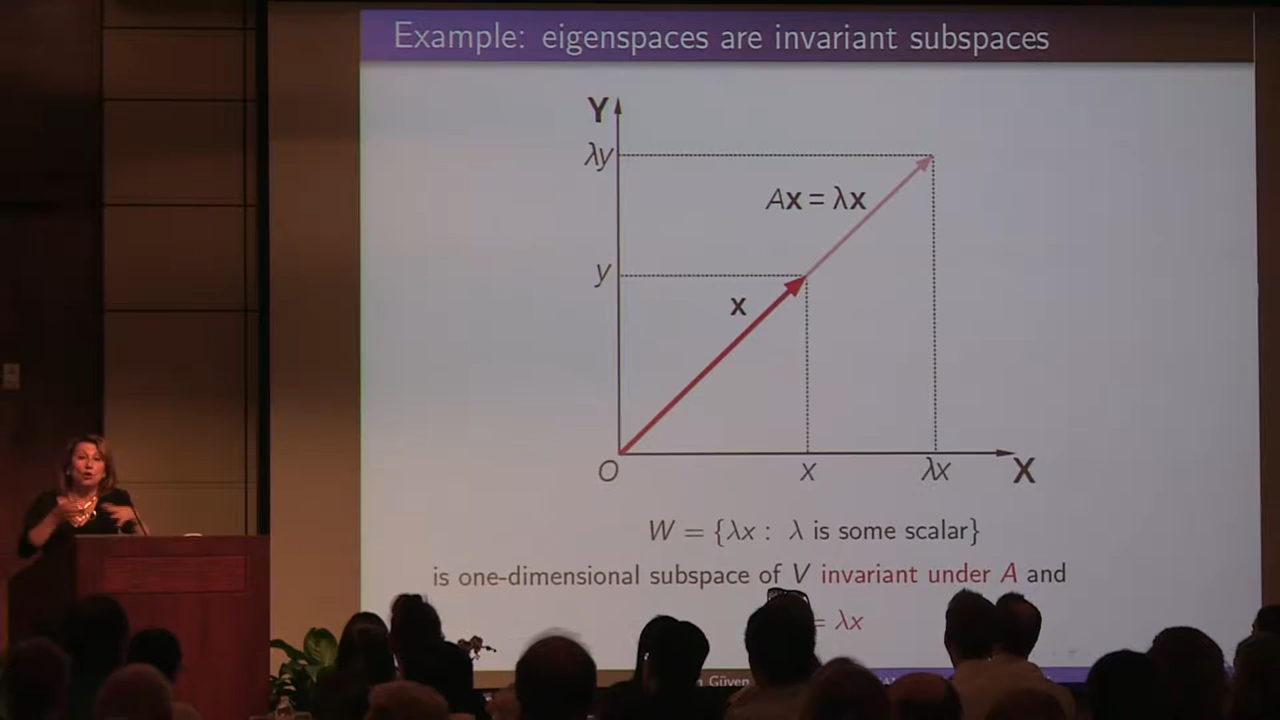 Example: eigenspaces are invariant subspaces
Y
λy
Ax = λx
y
x
O
x
λx
X
W = {λx : λ is some scalar}
is one-dimensional subspace of V invariant under A and
= λx
Güven